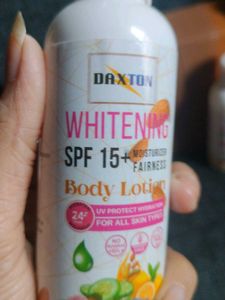 DAXTON
WHITENING
SPF 15+ MOISTURIZER
FAIRNESS
Body Lotion
24
UV PROTECT HYDRATION
FOR ALL SKIN TYPES